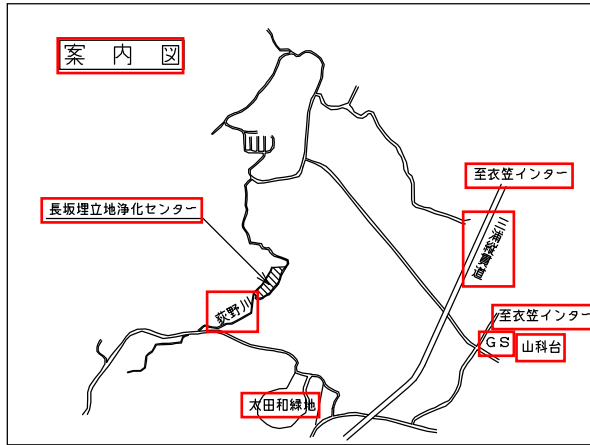 案内図
至衣笠インター
長坂埋立地浄化センター
三浦縦貫道
荻野川
至衣笠インター
GS
山科台
太田和緑地